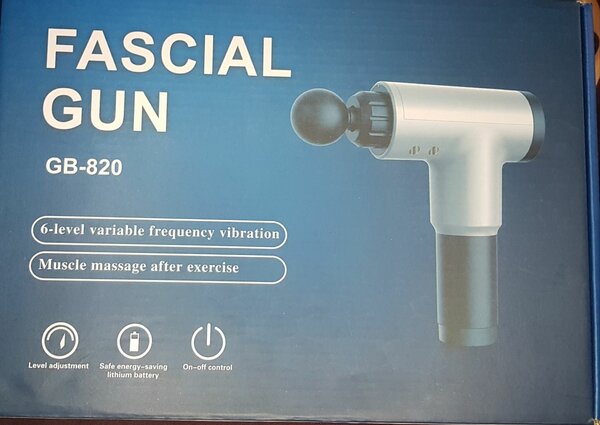 FASCIAL
GUN
GB-820
6-level variable frequency vibration
Muscle massage after exercise
Level adjustment
Safe energy-saving
lithium battery
On-off control